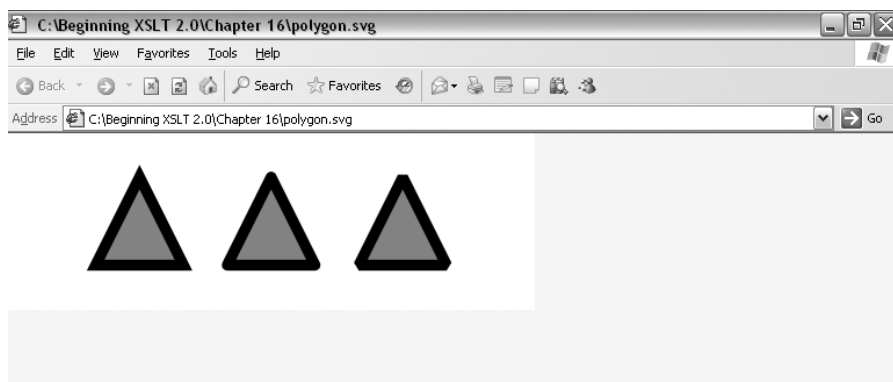 C:\Beginning XSLT 2.0\Chapter 16\polygon.svg
File Edit View Favorites Tools Help
Back Search Favorites
Address C:\Beginning XSLT 2.0\Chapter 16\polygon.svg Go